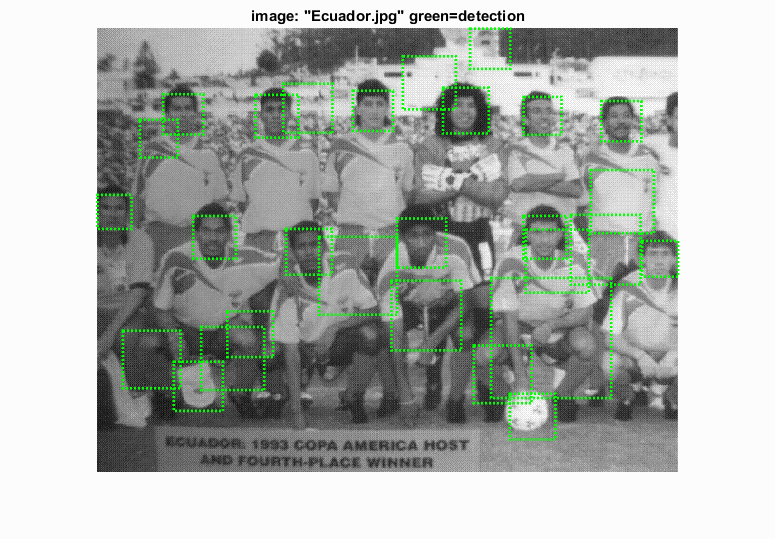 image: "Ecuador.jpg" green=detection
ECUADOR: 1993 COPA AMERICA HOST
AND FOURTH-PLACE WINNER